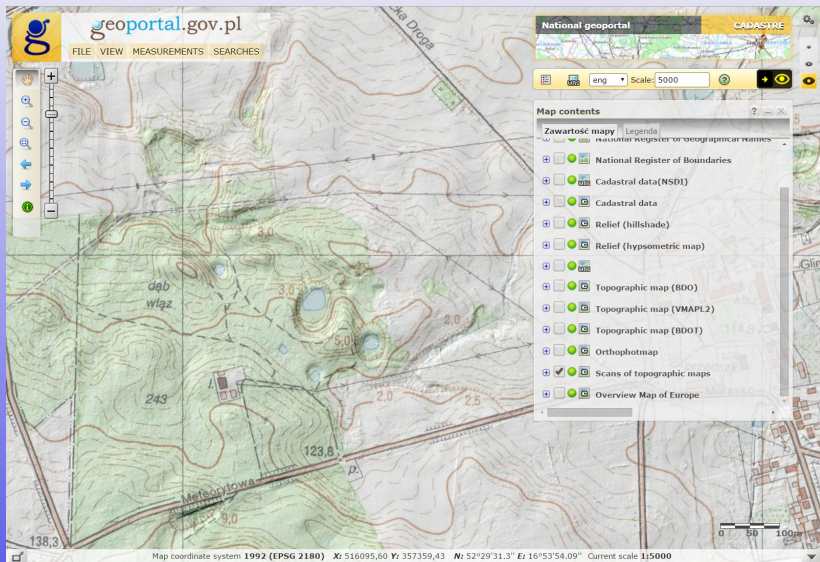 geoportal.gov.pl
FILE VIEW MEASUREMENTS SEARCHES
National geoportal
CADASTRE
eng Scale: 5000
Map contents
Zawartość mapy Legenda
National Register of Geographical Names
National Register of Boundaries
Cadastral data(NSDI)
Cadastral data
Relief (hillshade)
Relief (hypsometric map)
Topographic map (BDO)
Topographic map (VMAPL2)
Topographic map (BDOT)
Orthophotmap
Scans of topographic maps
Overview Map of Europe
Droga
3,0
dąb
wiąz
3,0
2,0
5,0
243
2,0
2,5
123,8
p.
Meteorytowa
9,0
138,3
0 50 100m
Map coordinate system 1992 (EPSG 2180) X: 516095,60 Y: 357359,43 N: 52°29'31.3" E: 16°53'54.09" Current scale 1:5000